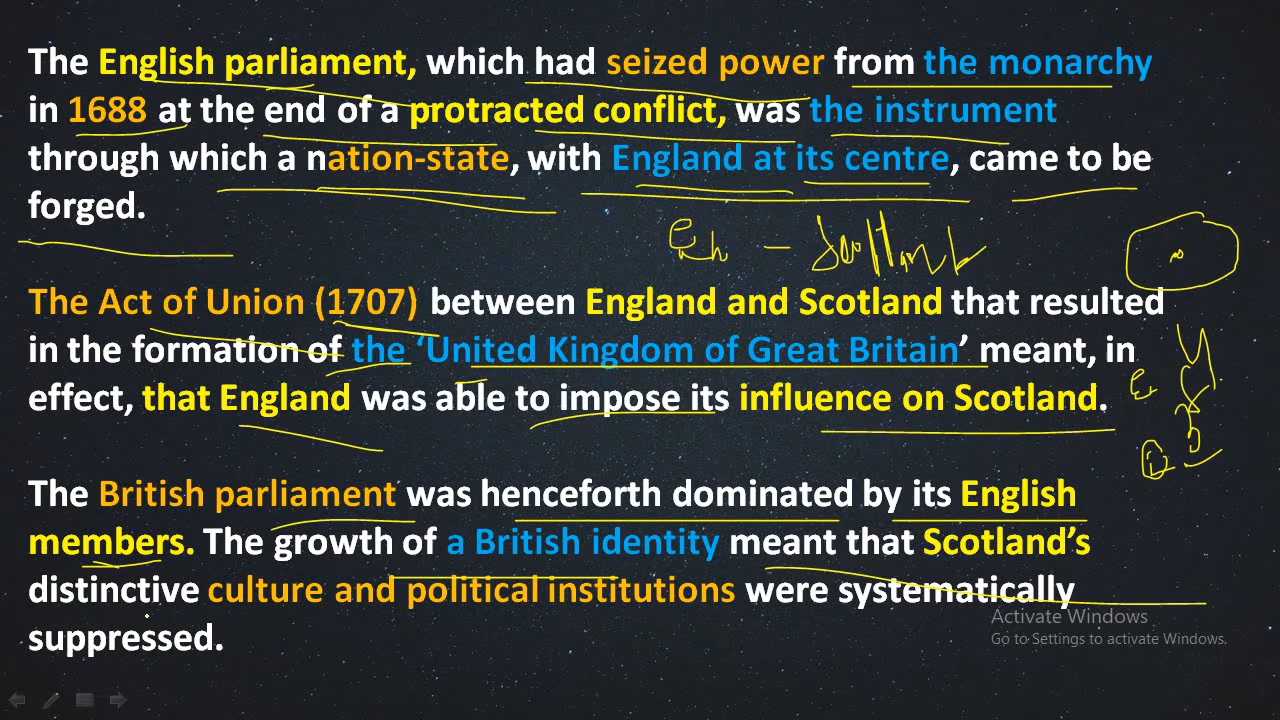 The English parliament, which had seized power from the monarchy
in 1688 at the end of a protracted conflict, was the instrument
through which a nation-state, with England at its centre, came to be
forged.
The Act of Union (1707) between England and Scotland that resulted
in the formation of the ‘United Kingdom of Great Britain’ meant, in
effect, that England was able to impose its influence on Scotland.
The British parliament was henceforth dominated by its English
members. The growth of a British identity meant that Scotland’s
distinctive culture and political institutions were systematically
suppressed.
Activate Windows
Go to Settings to activate Windows.